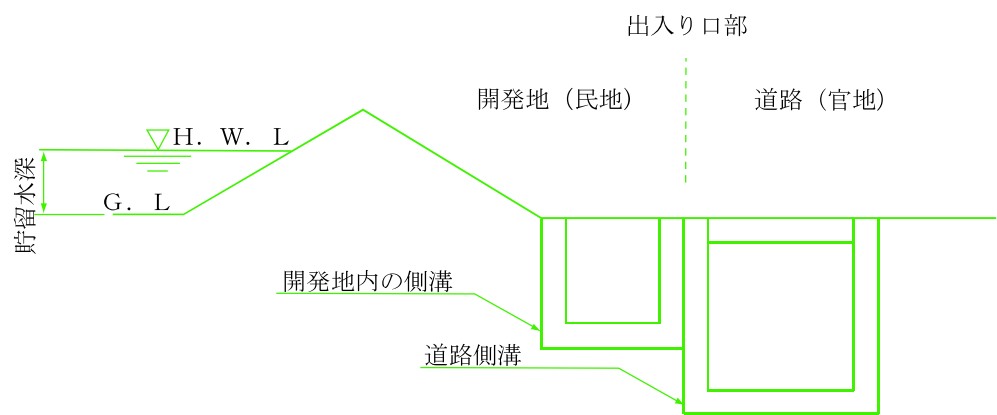 出入り口部
開発地（民地）
道路（官地）
H．W．L
G．L
貯留水深
開発地内の側溝
道路側溝